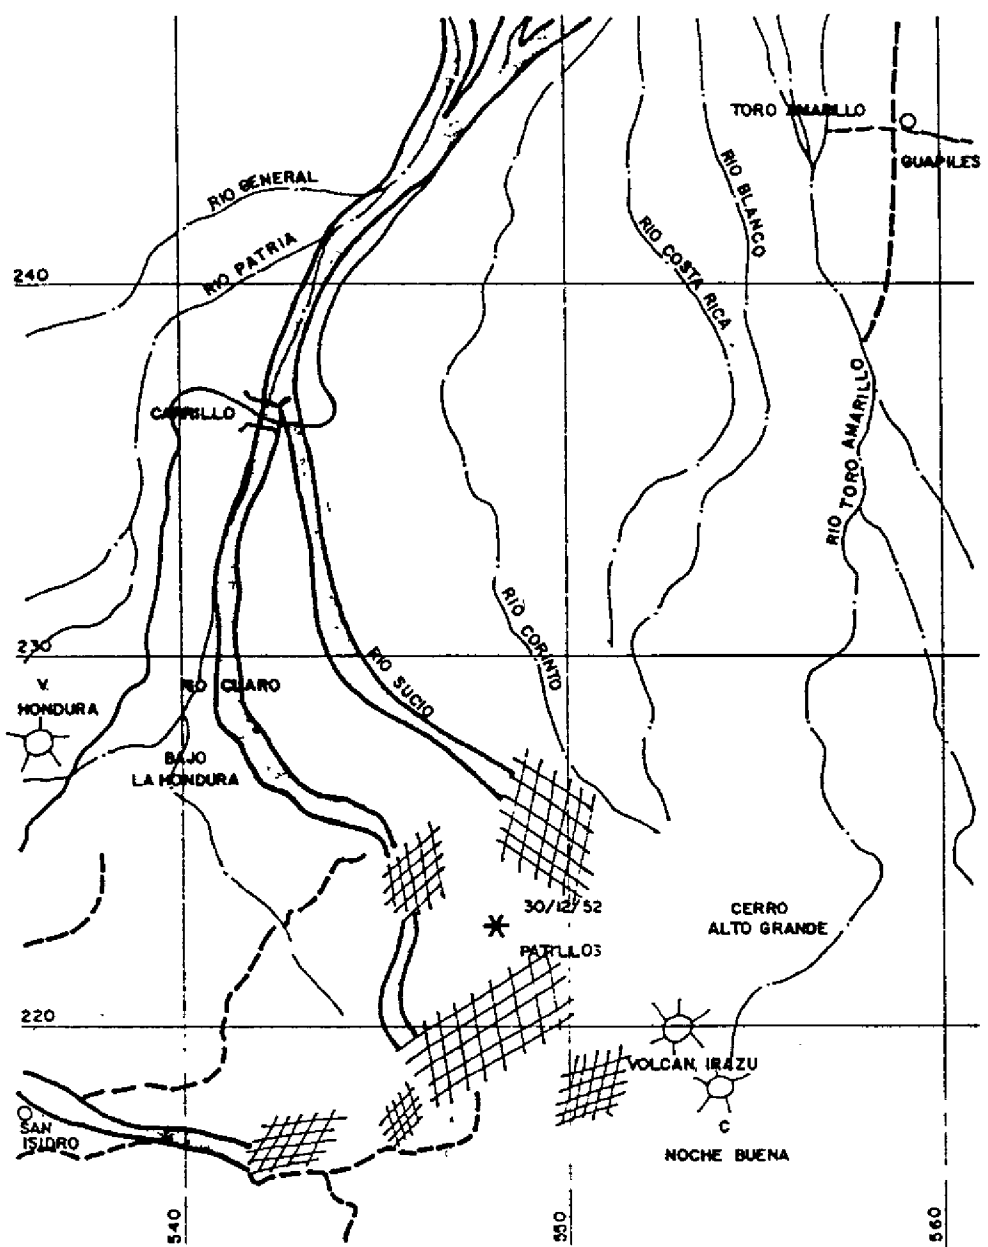 TORO AMARILLO
GUAPILES
RIO GENERAL
RIO PATRIA
RIO BLANCO
RIO COSTA RICA
240
CARRILLO
RIO TORO AMARILLO
RIO CORINTO
230
RIO SUCIO
V.
HONDURA
RIO CLARO
BAJO
LA HONDURA
30/12/52
PATILLOS
CERRO
ALTO GRANDE
220
VOLCAN, IRAZU
SAN
ISIDRO
C
NOCHE BUENA
540
550
560